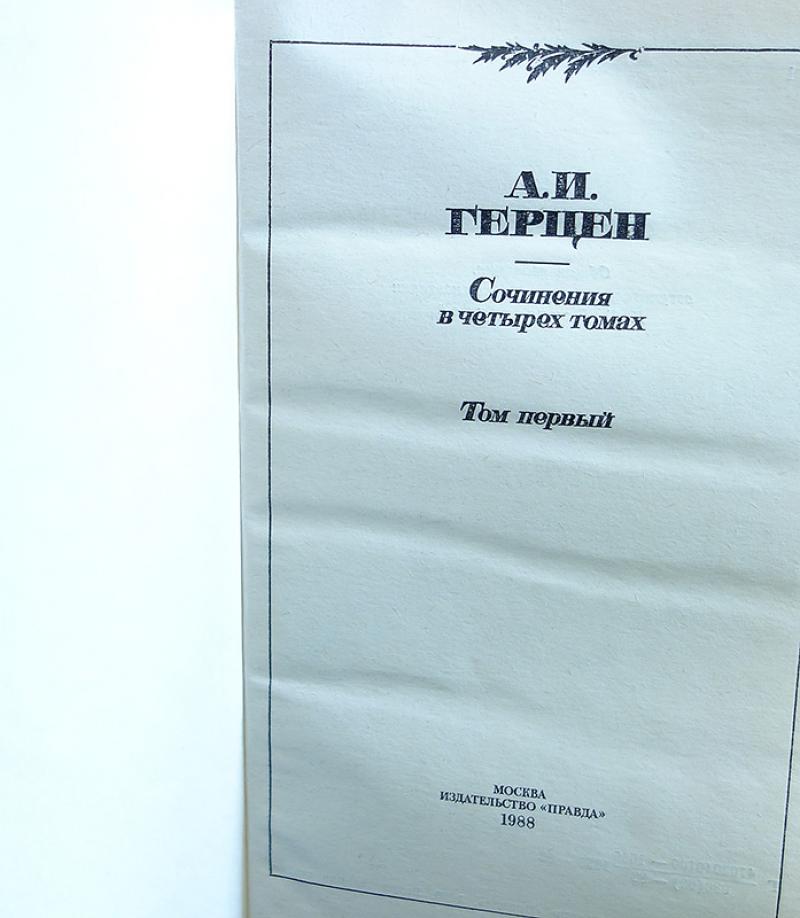 А.И.
ГЕРЦЕН
Сочинения
в четырех томах
Том первый
МОСКВА
ИЗДАТЕЛЬСТВО «ПРАВДА»
1988